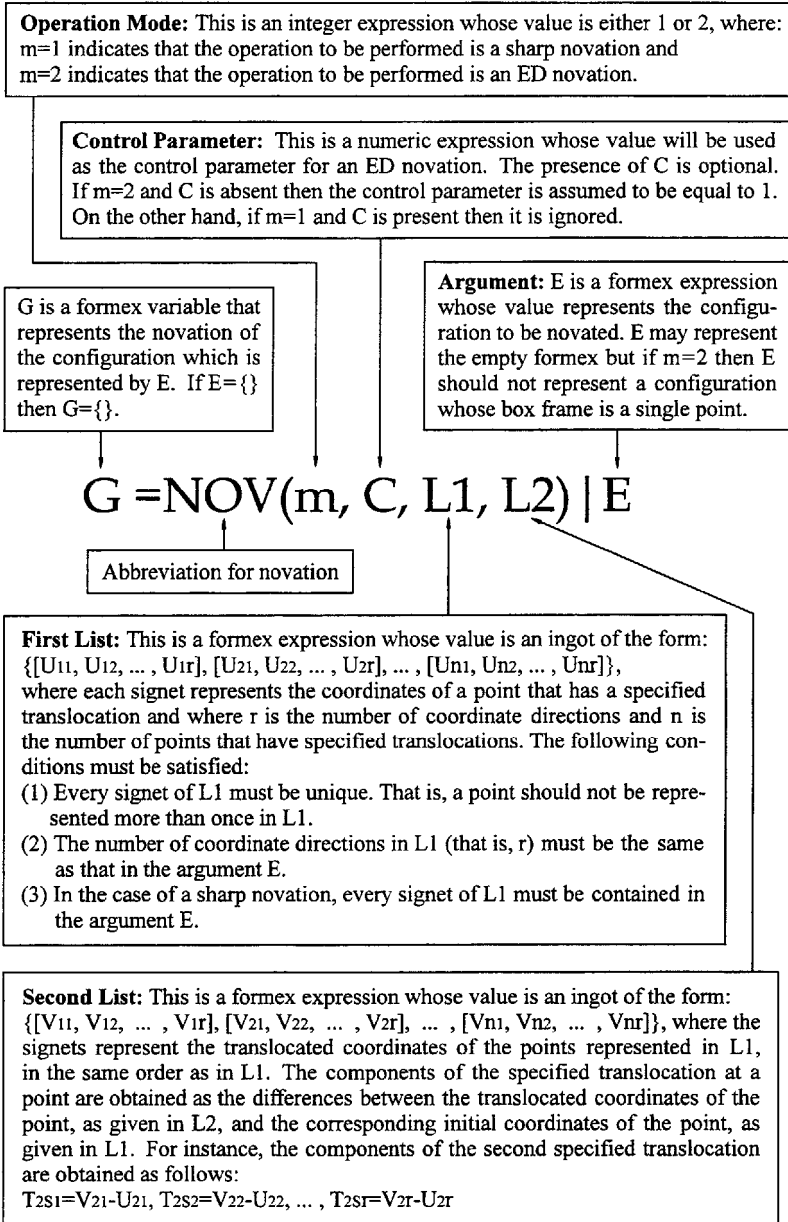 Operation Mode: This is an integer expression whose value is either 1 or 2, where:
m=1 indicates that the operation to be performed is a sharp novation and
m=2 indicates that the operation to be performed is an ED novation.
Control Parameter: This is a numeric expression whose value will be used
as the control parameter for an ED novation. The presence of C is optional.
If m=2 and C is absent then the control parameter is assumed to be equal to 1.
On the other hand, if m=1 and C is present then it is ignored.
G is a formex variable that
represents the novation of
the configuration which is
represented by E. If E={}
then G={}.
Argument: E is a formex expression
whose value represents the configu-
ration to be novated. E may represent
the empty formex but if m=2 then E
should not represent a configuration
whose box frame is a single point.
G =NOV(m, C, L1, L2) | E
Abbreviation for novation
First List: This is a formex expression whose value is an ingot of the form:
{[U11, U12, ... , U1r], [U21, U22, ... , U2r], ... , [Un1, Un2, ... , Unr]},
where each signet represents the coordinates of a point that has a specified
translocation and where r is the number of coordinate directions and n is
the number of points that have specified translocations. The following con-
ditions must be satisfied:
(1) Every signet of L1 must be unique. That is, a point should not be repre-
sented more than once in L1.
(2) The number of coordinate directions in L1 (that is, r) must be the same
as that in the argument E.
(3) In the case of a sharp novation, every signet of L1 must be contained in
the argument E.
Second List: This is a formex expression whose value is an ingot of the form:
{[V11, V12, ... , V1r], [V21, V22, ... , V2r], ... , [Vn1, Vn2, ... , Vnr]}, where the
signets represent the translocated coordinates of the points represented in L1,
in the same order as in L1. The components of the specified translocation at a
point are obtained as the differences between the translocated coordinates of the
point, as given in L2, and the corresponding initial coordinates of the point, as
given in L1. For instance, the components of the second specified translocation
are obtained as follows:
T2S1=V21-U21, T2S2=V22-U22, ... , T2Sr=V2r-U2r